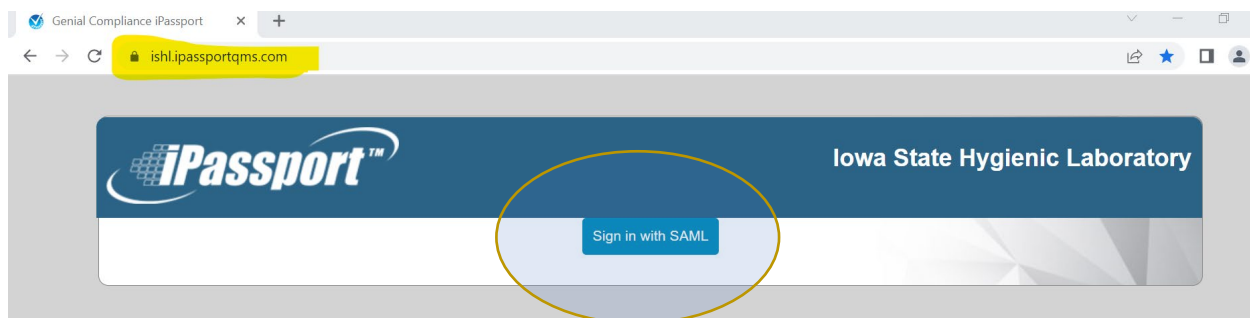 Genial Compliance iPassport
ishl.ipassportqms.com
iPassport™
Iowa State Hygienic Laboratory
Sign in with SAML